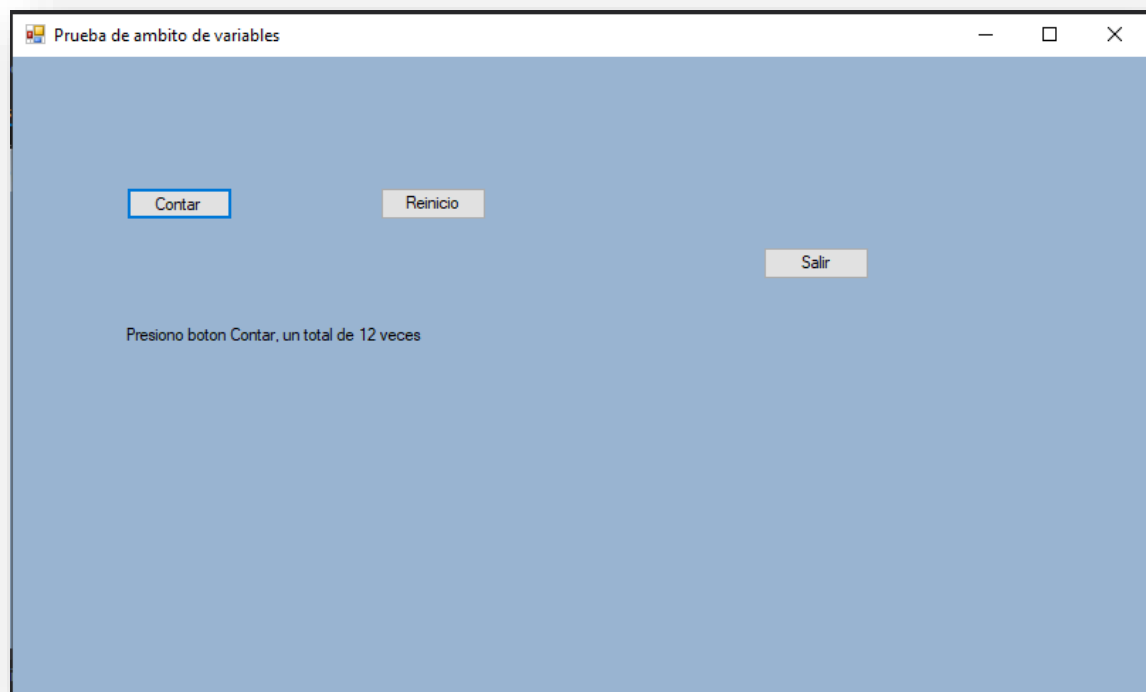 Prueba de ambito de variables
Contar
Reinicio
Salir
Presiono boton Contar, un total de 12 veces